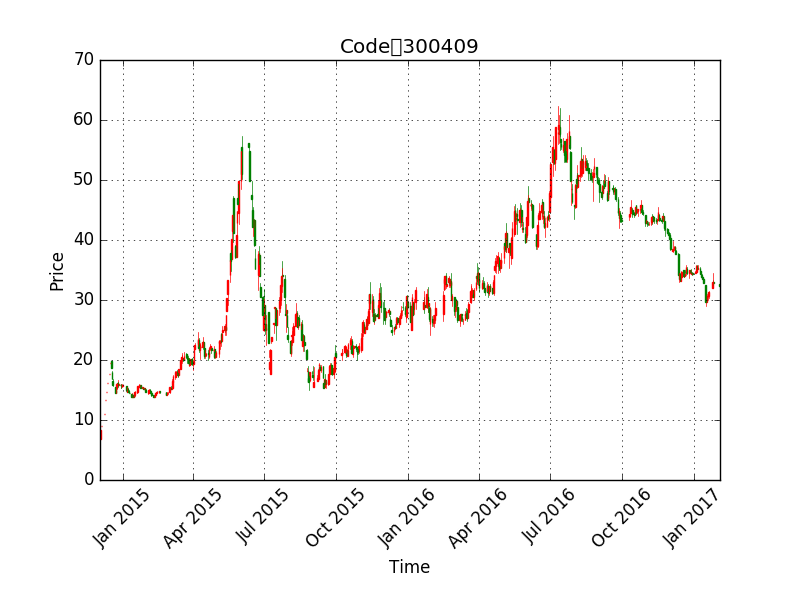 Code▯300409
70
60
50
40
30
20
10
0
Price
Jan 2015
Apr 2015
Jul 2015
Oct 2015
Jan 2016
Apr 2016
Jul 2016
Oct 2016
Jan 2017
Time